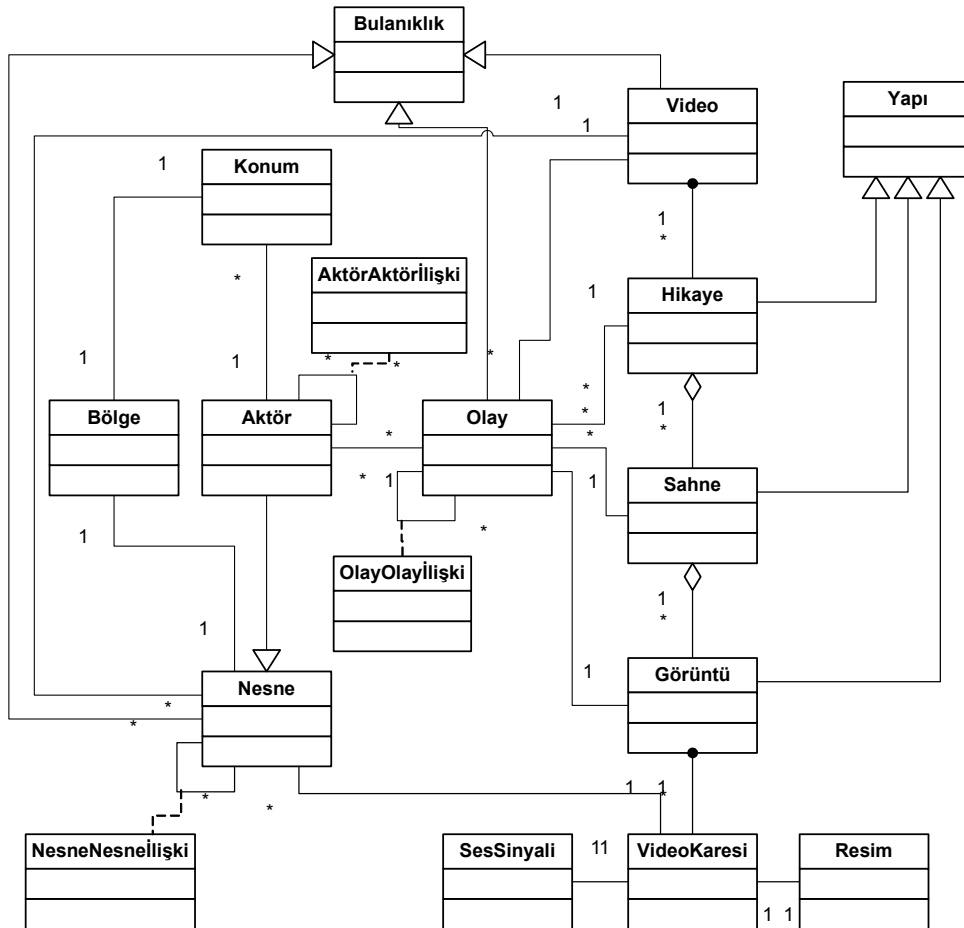 Bulanıklık
Video
Yapı
1
1
1
Konum
1
*
AktörAktörİlişki
*
1
Hikaye
1
1
*
*
*
*
*
1
*
Bölge
Aktör
Olay
*
*
*
1
1
Sahne
1
*
OlayOlayİlişki
1
*
1
1
Görüntü
Nesne
*
*
*
*
1
1
*
NesneNesneİlişki
SesSinyali
11
VideoKaresi
Resim
1
1